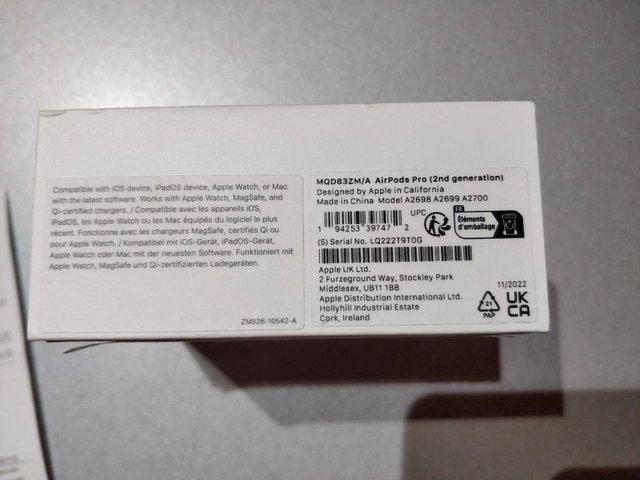 Compatible with iOS device, iPadOS device, Apple Watch, or Mac
with the latest software. Works with Apple Watch, MagSafe, and
Qi-certified chargers. / Compatible avec les appareils iOS,
iPadOS, les Apple Watch ou les Mac équipés du logiciel le plus
récent. Fonctionne avec les chargeurs MagSafe, certifiés Qi ou
pour Apple Watch. / Kompatibel mit iOS-Gerät, iPadOS-Gerät,
Apple Watch oder Mac mit der neuesten Software. Funktioniert mit
Apple Watch, MagSafe und Qi-zertifizierten Ladegeräten.
ZM826-10542-A
MQD83ZM/A AirPods Pro (2nd generation)
Designed by Apple in California
Made in China Model A2698 A2699 A2700
UPC
1 94253 39747 2
FR
Éléments
d'emballage
(S) Serial No. LQ222T9T0G
Apple UK Ltd.
2 Furzeground Way, Stockley Park
Middlesex, UB11 1BB
Apple Distribution International Ltd.
Hollyhill Industrial Estate
Cork, Ireland
11/2022
21
PAP
UK
CA